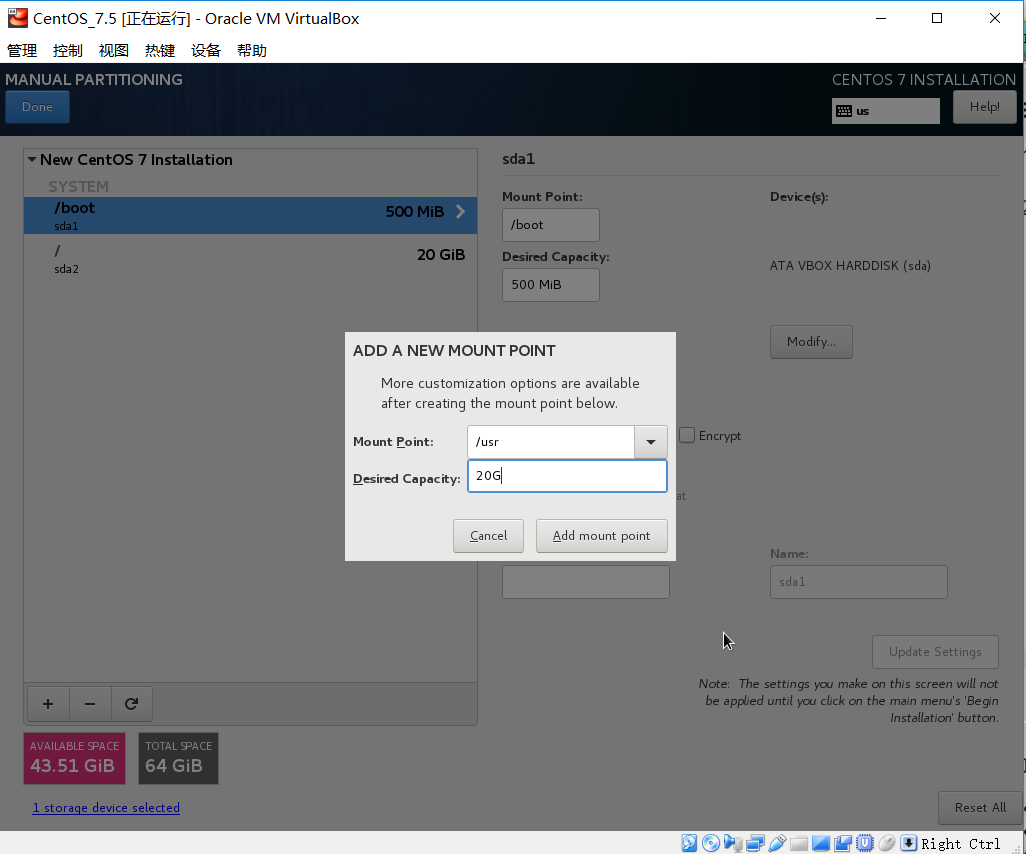 CentOS_7.5 [正在运行] - Oracle VM VirtualBox
管理 控制 视图 热键 设备 帮助
MANUAL PARTITIONING
CENTOS 7 INSTALLATION
Done
us
Help!
New CentOS 7 Installation
SYSTEM
/boot
500 MiB
sda1
/
20 GiB
sda2
sda1
Mount Point:
Device(s):
/boot
Desired Capacity:
ATA VBOX HARDDISK (sda)
500 MiB
Modify...
ADD A NEW MOUNT POINT
More customization options are available
after creating the mount point below.
Mount Point:
/usr
Desired Capacity:
20G
Cancel
Add mount point
Encrypt
at
Name:
sda1
Update Settings
Note: The settings you make on this screen will not
be applied until you click on the main menu's 'Begin
Installation' button.
+ −
AVAILABLE SPACE
43.51 GiB
TOTAL SPACE
64 GiB
1 storage device selected
Reset All
Right Ctrl